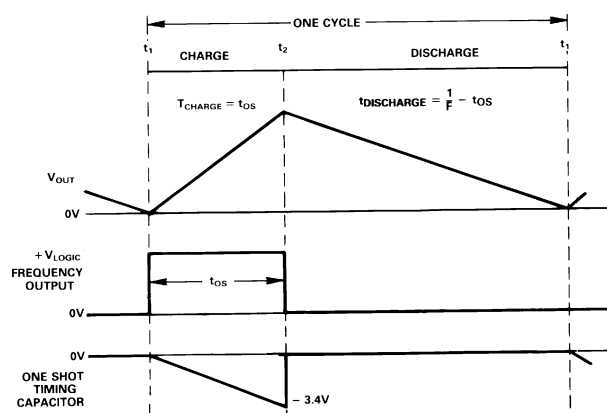 ONE CYCLE
t1 t2 t1
CHARGE DISCHARGE
TCHARGE = tOS tDISCHARGE = 1/F - tOS
VOUT
0V
+ VLOGIC
FREQUENCY
OUTPUT
tOS
0V
0V
ONE SHOT
TIMING
CAPACITOR
- 3.4V